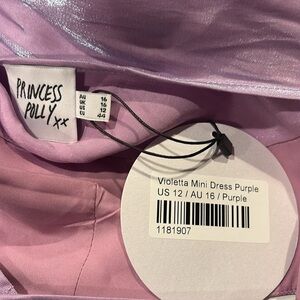 PRINCESS
POLLY xx
AU 16
UK 16
US 12
EU 44
Violetta Mini Dress Purple
US 12 / AU 16 / Purple
1181907